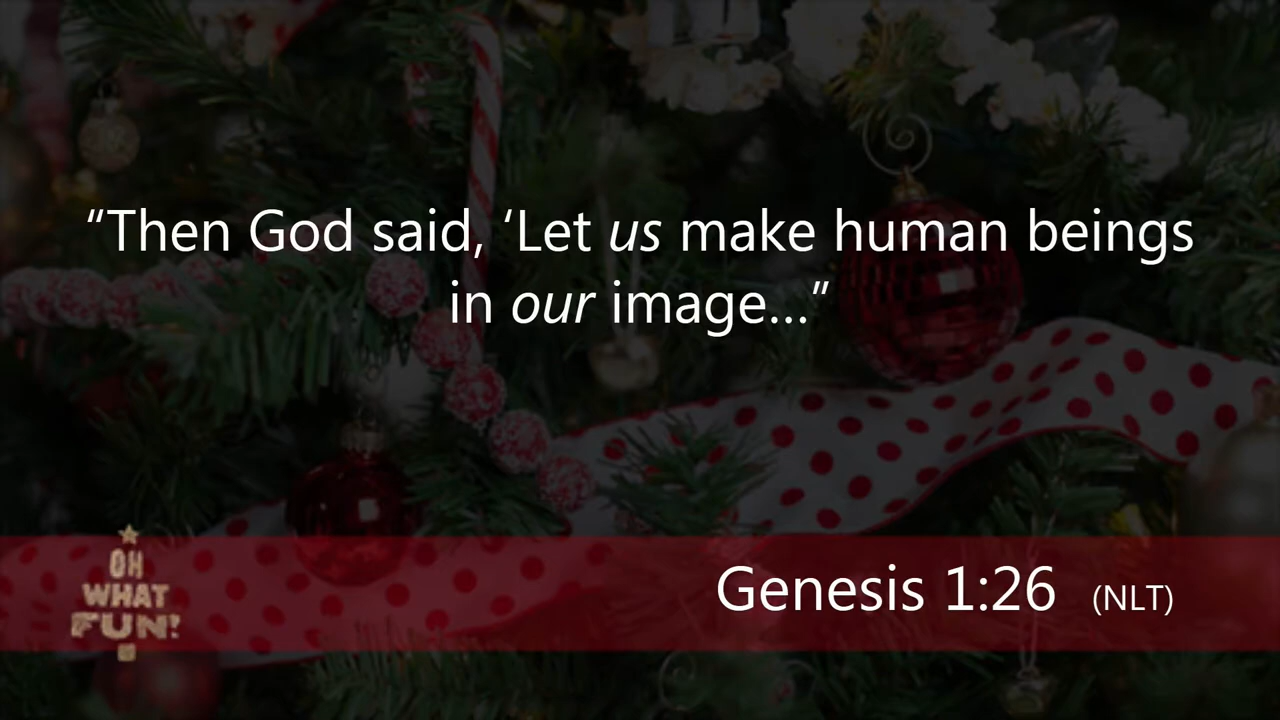 “Then God said, ‘Let us make human beings
in our image...”
Genesis 1:26 (NLT)
OH
WHAT
FUN!